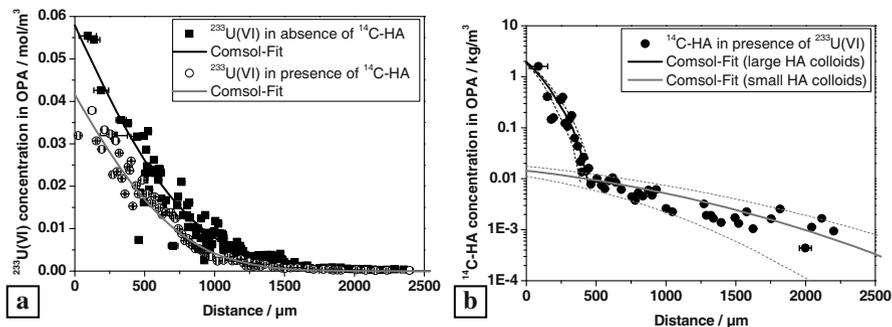 ²³³U(VI) concentration in OPA / mol/m³
0.06
0.05
0.04
0.03
0.02
0.01
0.00
²³³U(VI) in absence of ¹⁴C-HA
Comsol-Fit
²³³U(VI) in presence of ¹⁴C-HA
Comsol-Fit
0 500 1000 1500 2000 2500
Distance / µm
a
¹⁴C-HA concentration in OPA / kg/m³
10
1
0.1
0.01
1E-3
1E-4
¹⁴C-HA in presence of ²³³U(VI)
Comsol-Fit (large HA colloids)
Comsol-Fit (small HA colloids)
0 500 1000 1500 2000 2500
Distance / µm
b